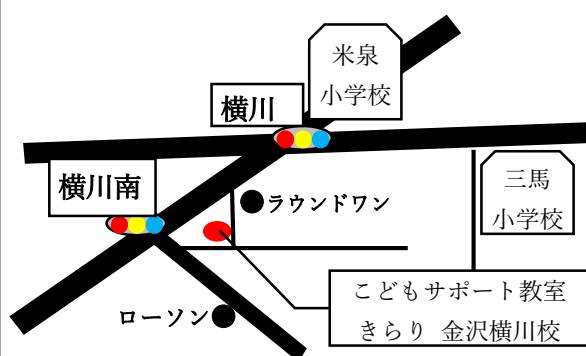 米泉
小学校
横川
横川南
三馬
小学校
ラウンドワン
こどもサポート教室
きらり 金沢横川校
ローソン